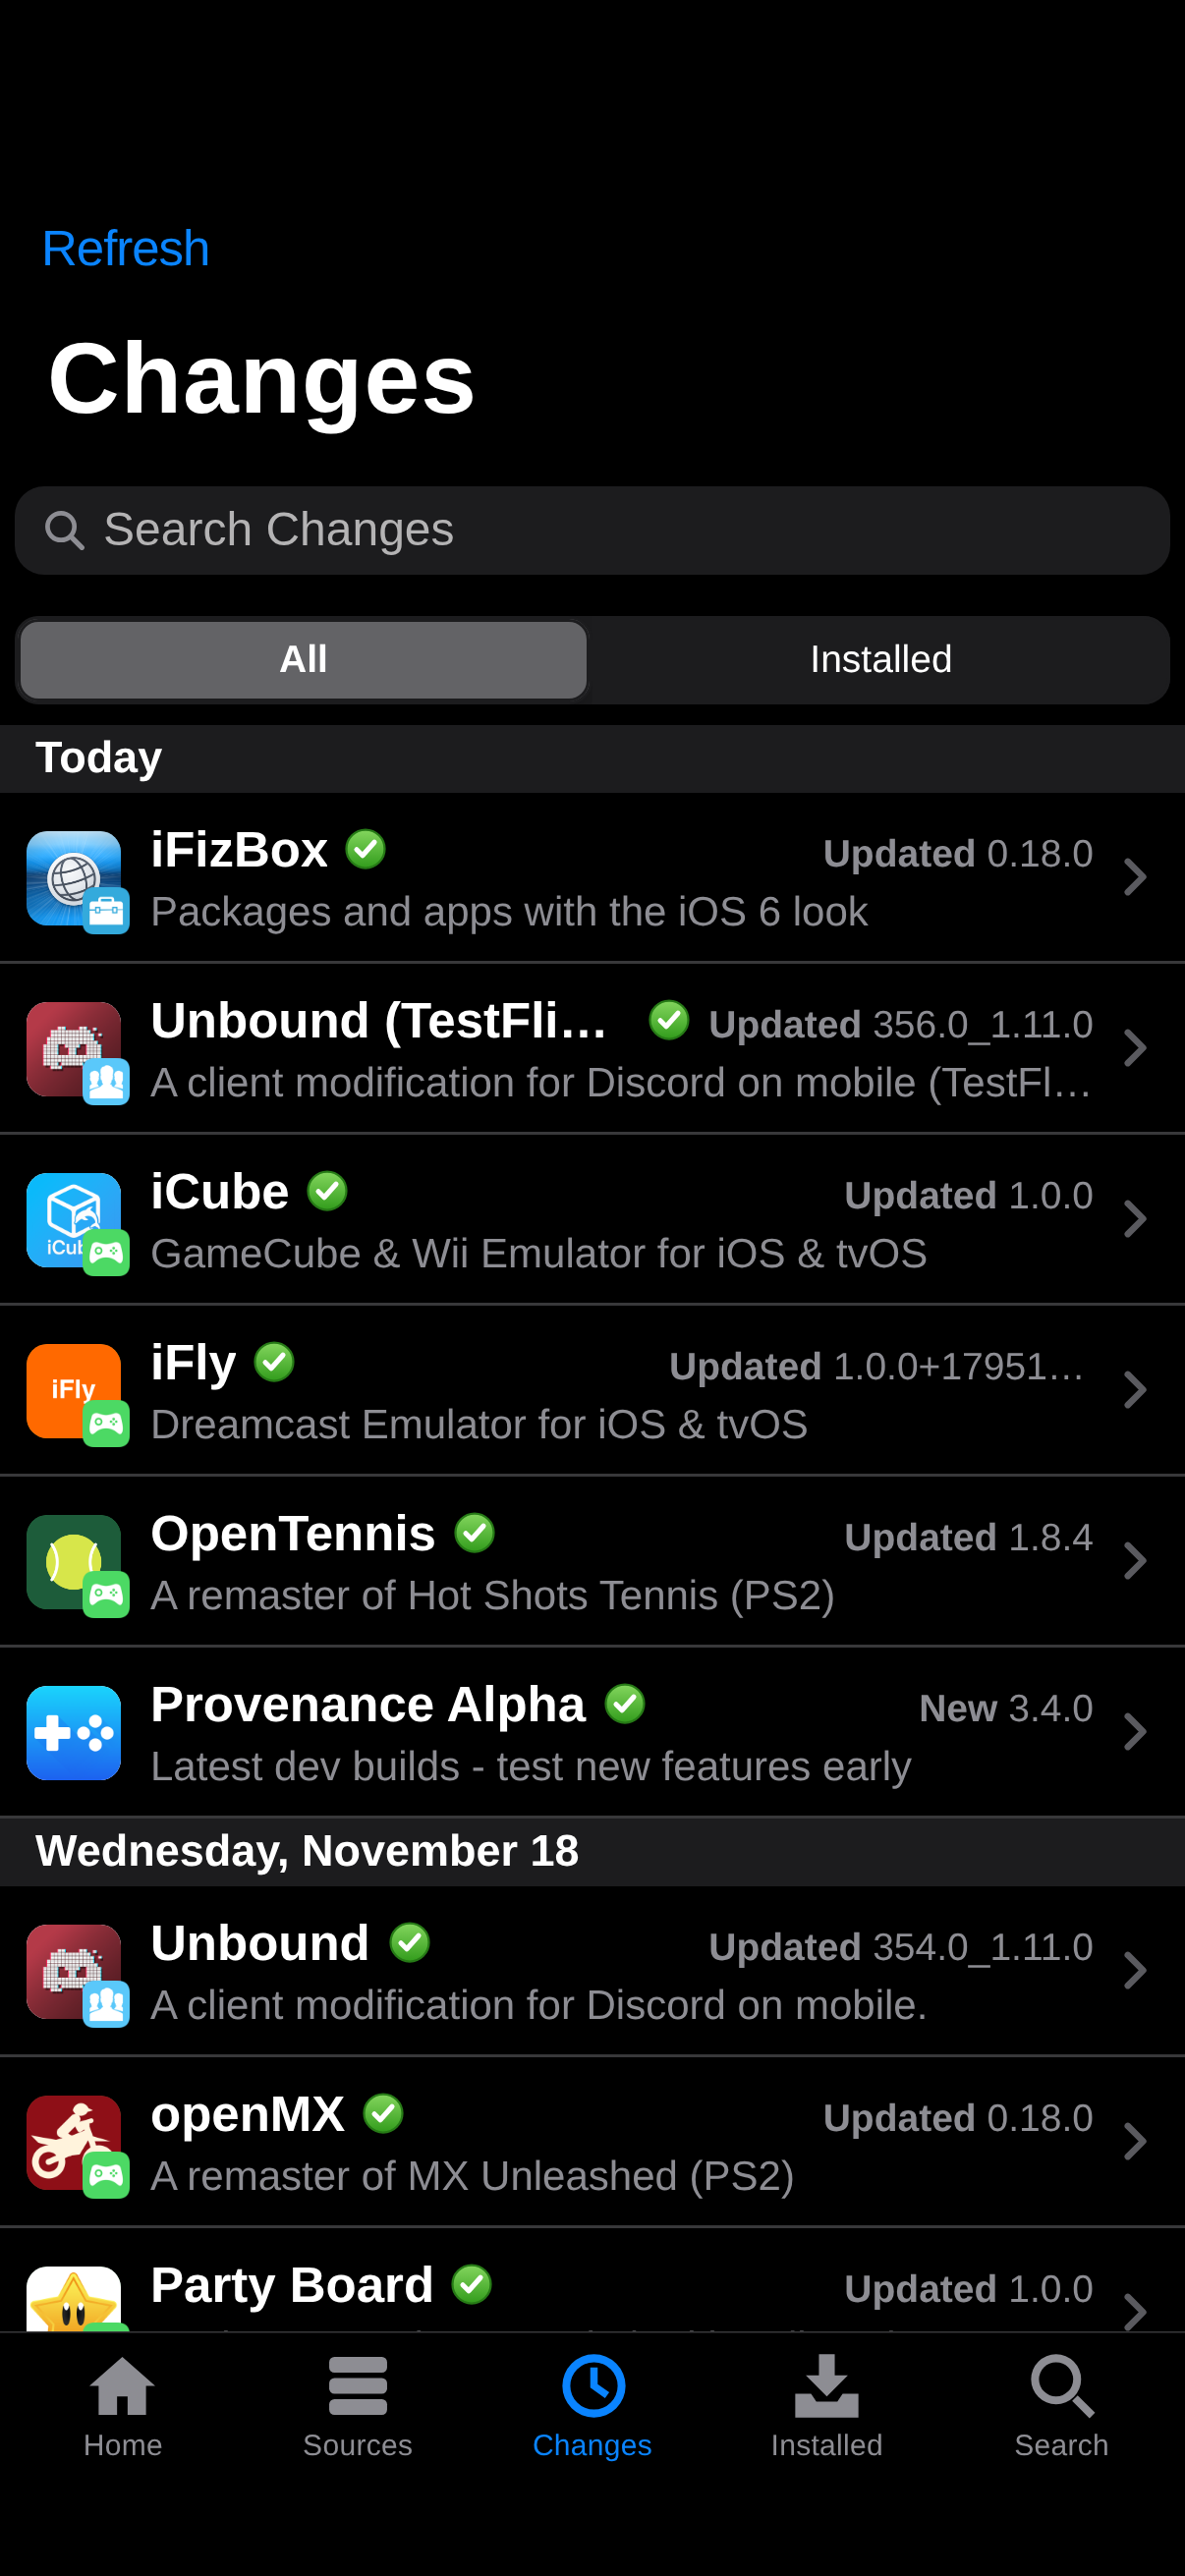 Refresh
Changes
Search Changes
All
Installed
Today
iFizBox
Updated 0.18.0
Packages and apps with the iOS 6 look
Unbound (TestFli…
Updated 356.0_1.11.0
A client modification for Discord on mobile (TestFl…
iCube
Updated 1.0.0
GameCube & Wii Emulator for iOS & tvOS
iFly
iFly
Updated 1.0.0+17951…
Dreamcast Emulator for iOS & tvOS
OpenTennis
Updated 1.8.4
A remaster of Hot Shots Tennis (PS2)
Provenance Alpha
New 3.4.0
Latest dev builds - test new features early
Wednesday, November 18
Unbound
Updated 354.0_1.11.0
A client modification for Discord on mobile.
openMX
Updated 0.18.0
A remaster of MX Unleashed (PS2)
Party Board
Updated 1.0.0
Home
Sources
Changes
Installed
Search